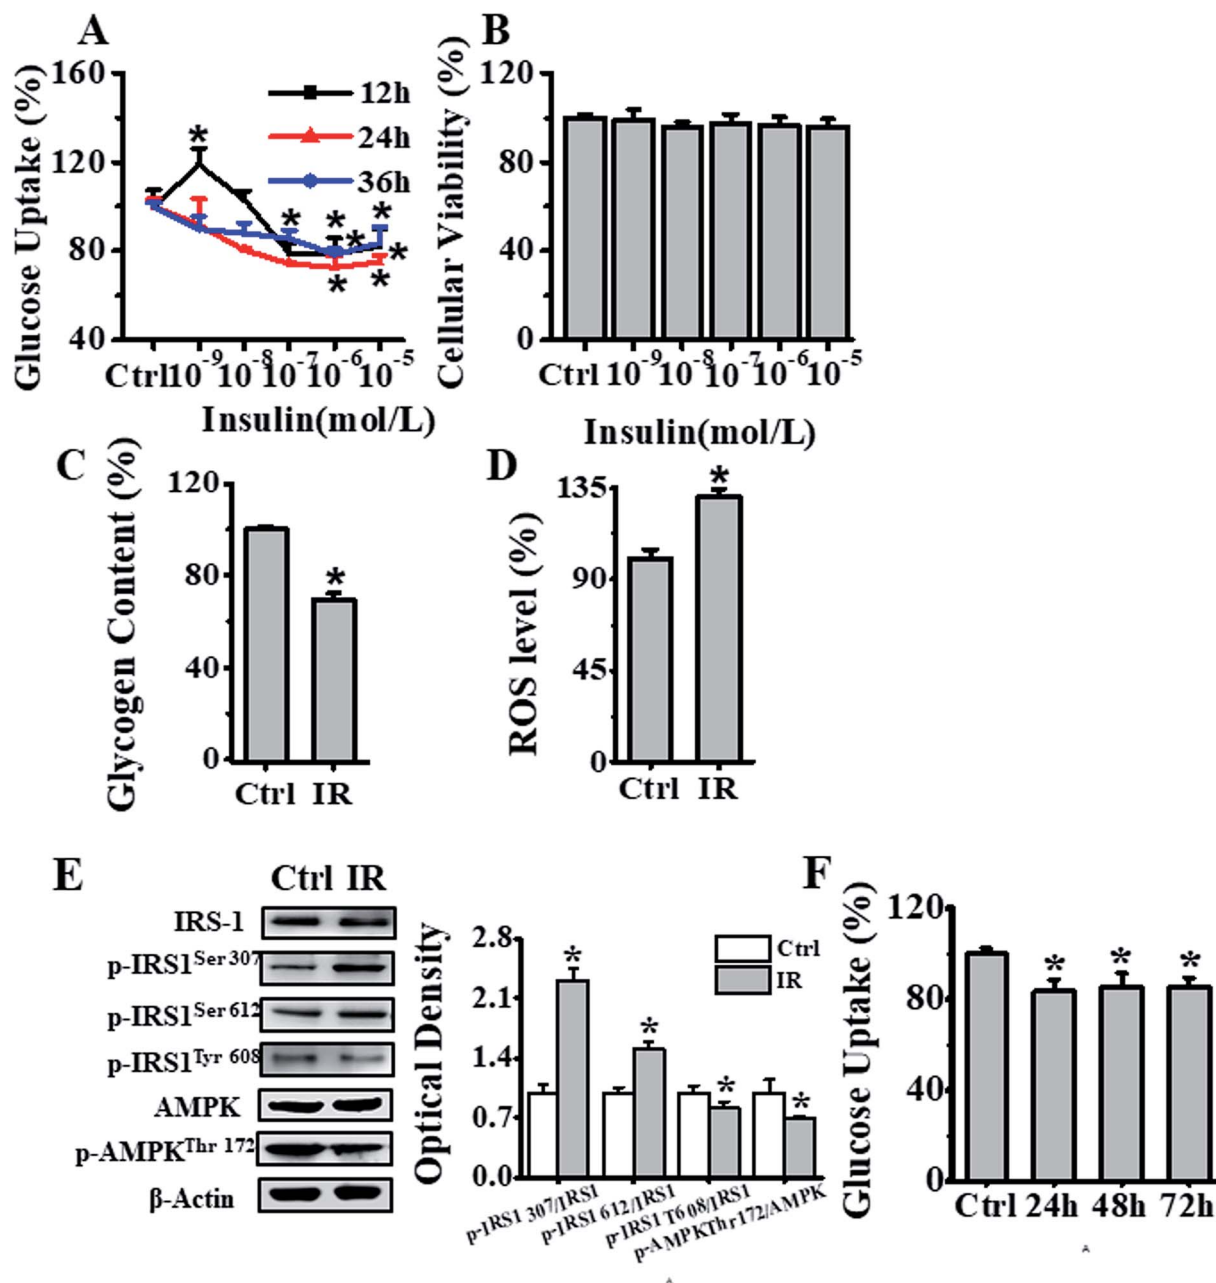 A
Glucose Uptake (%)
160
120
80
40
12h
24h
36h
*
* * *
* *
* *
Ctrl 10-9 10-8 10-7 10-6 10-5
Insulin(mol/L)
B
Cellular Viability (%)
120
80
40
0
Ctrl 10-9 10-8 10-7 10-6 10-5
Insulin(mol/L)
C
Glycogen Content (%)
120
80
40
0
*
Ctrl IR
D
ROS level (%)
135
90
45
0
*
Ctrl IR
E
Ctrl IR
IRS-1
p-IRS1Ser 307
p-IRS1Ser 612
p-IRS1Tyr 608
AMPK
p-AMPKThr 172
β-Actin
Optical Density
2.8
2.1
1.4
0.7
0.0
Ctrl
IR
* * * *
p-IRS1 307/IRS1
p-IRS1 612/IRS1
p-IRS1 T608/IRS1
p-AMPKThr172/AMPK
F
Glucose Uptake (%)
120
80
40
0
* * *
Ctrl 24h 48h 72h